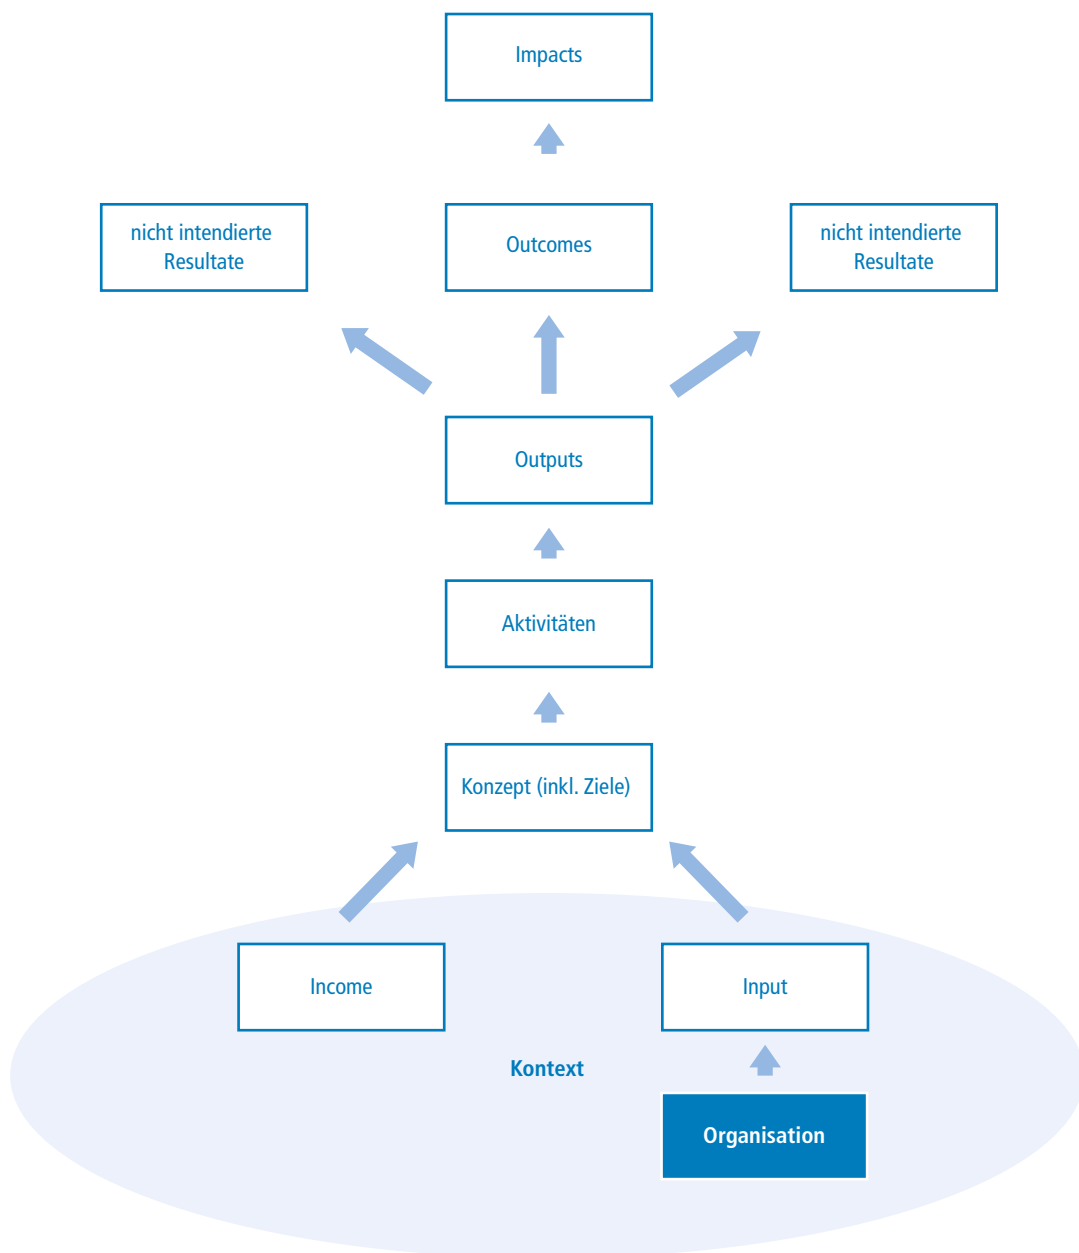 Impacts
nicht intendierte
Resultate
Outcomes
nicht intendierte
Resultate
Outputs
Aktivitäten
Konzept (inkl. Ziele)
Income
Input
Kontext
Organisation